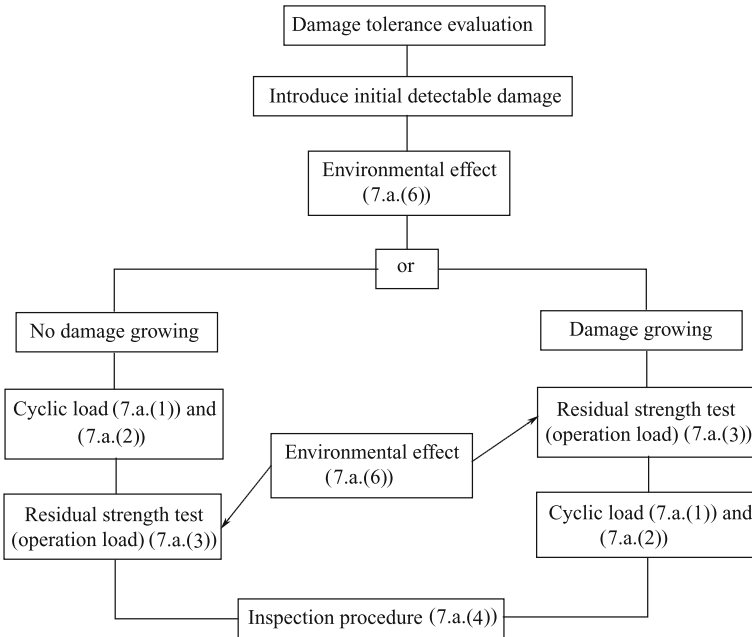 Damage tolerance evaluation
Introduce initial detectable damage
Environmental effect
(7.a.(6))
or
No damage growing
Damage growing
Cyclic load (7.a.(1)) and
(7.a.(2))
Residual strength test
(operation load) (7.a.(3))
Environmental effect
(7.a.(6))
Residual strength test
(operation load) (7.a.(3))
Cyclic load (7.a.(1)) and
(7.a.(2))
Inspection procedure (7.a.(4))